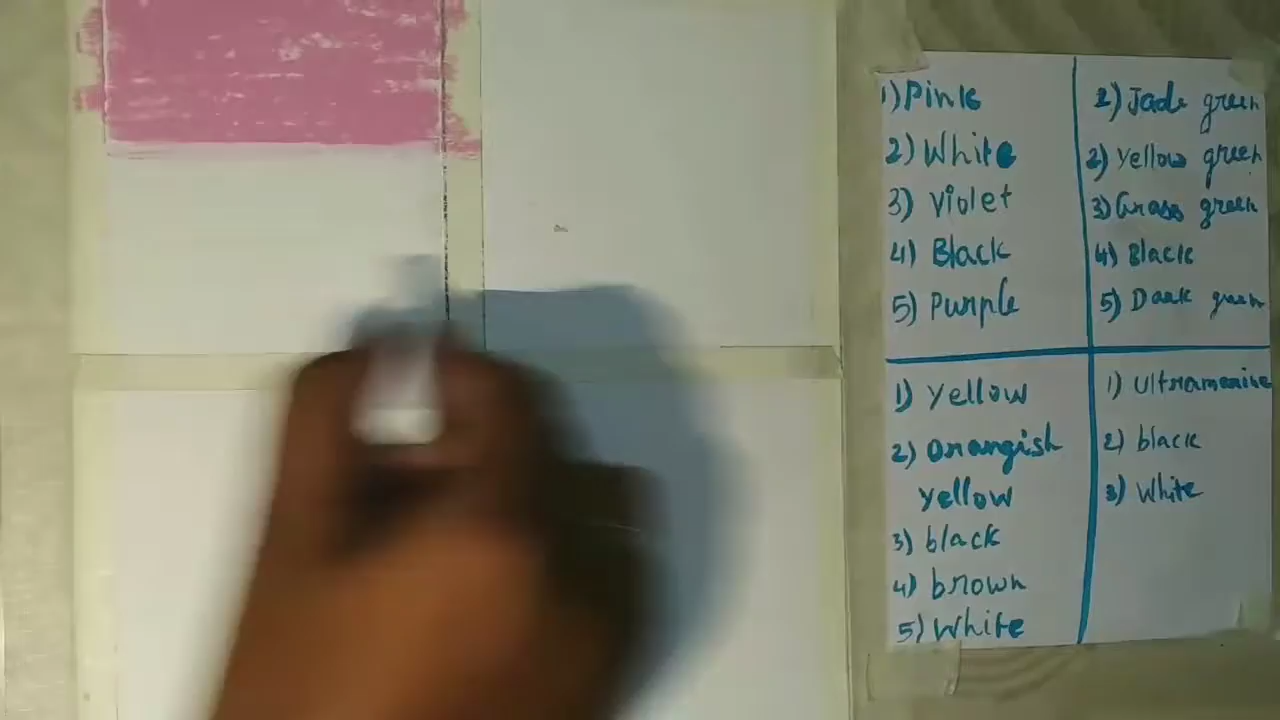 1) Pink
2) White
3) Violet
4) Black
5) Purple
1) Jade green
2) Yellow green
3) Grass green
4) Black
5) Dark green
1) Yellow
2) Orangish
yellow
3) black
4) brown
5) White
1) Ultramarine
2) black
3) White